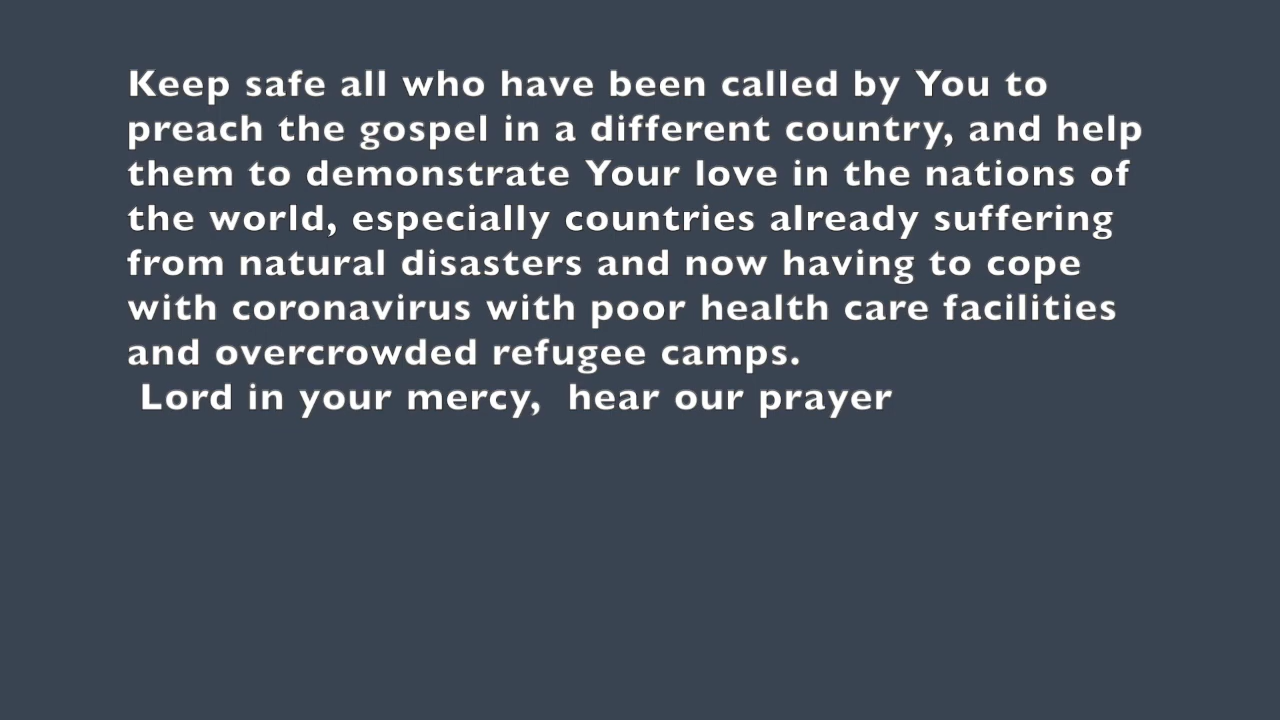 Keep safe all who have been called by You to
preach the gospel in a different country, and help
them to demonstrate Your love in the nations of
the world, especially countries already suffering
from natural disasters and now having to cope
with coronavirus with poor health care facilities
and overcrowded refugee camps.
Lord in your mercy,  hear our prayer